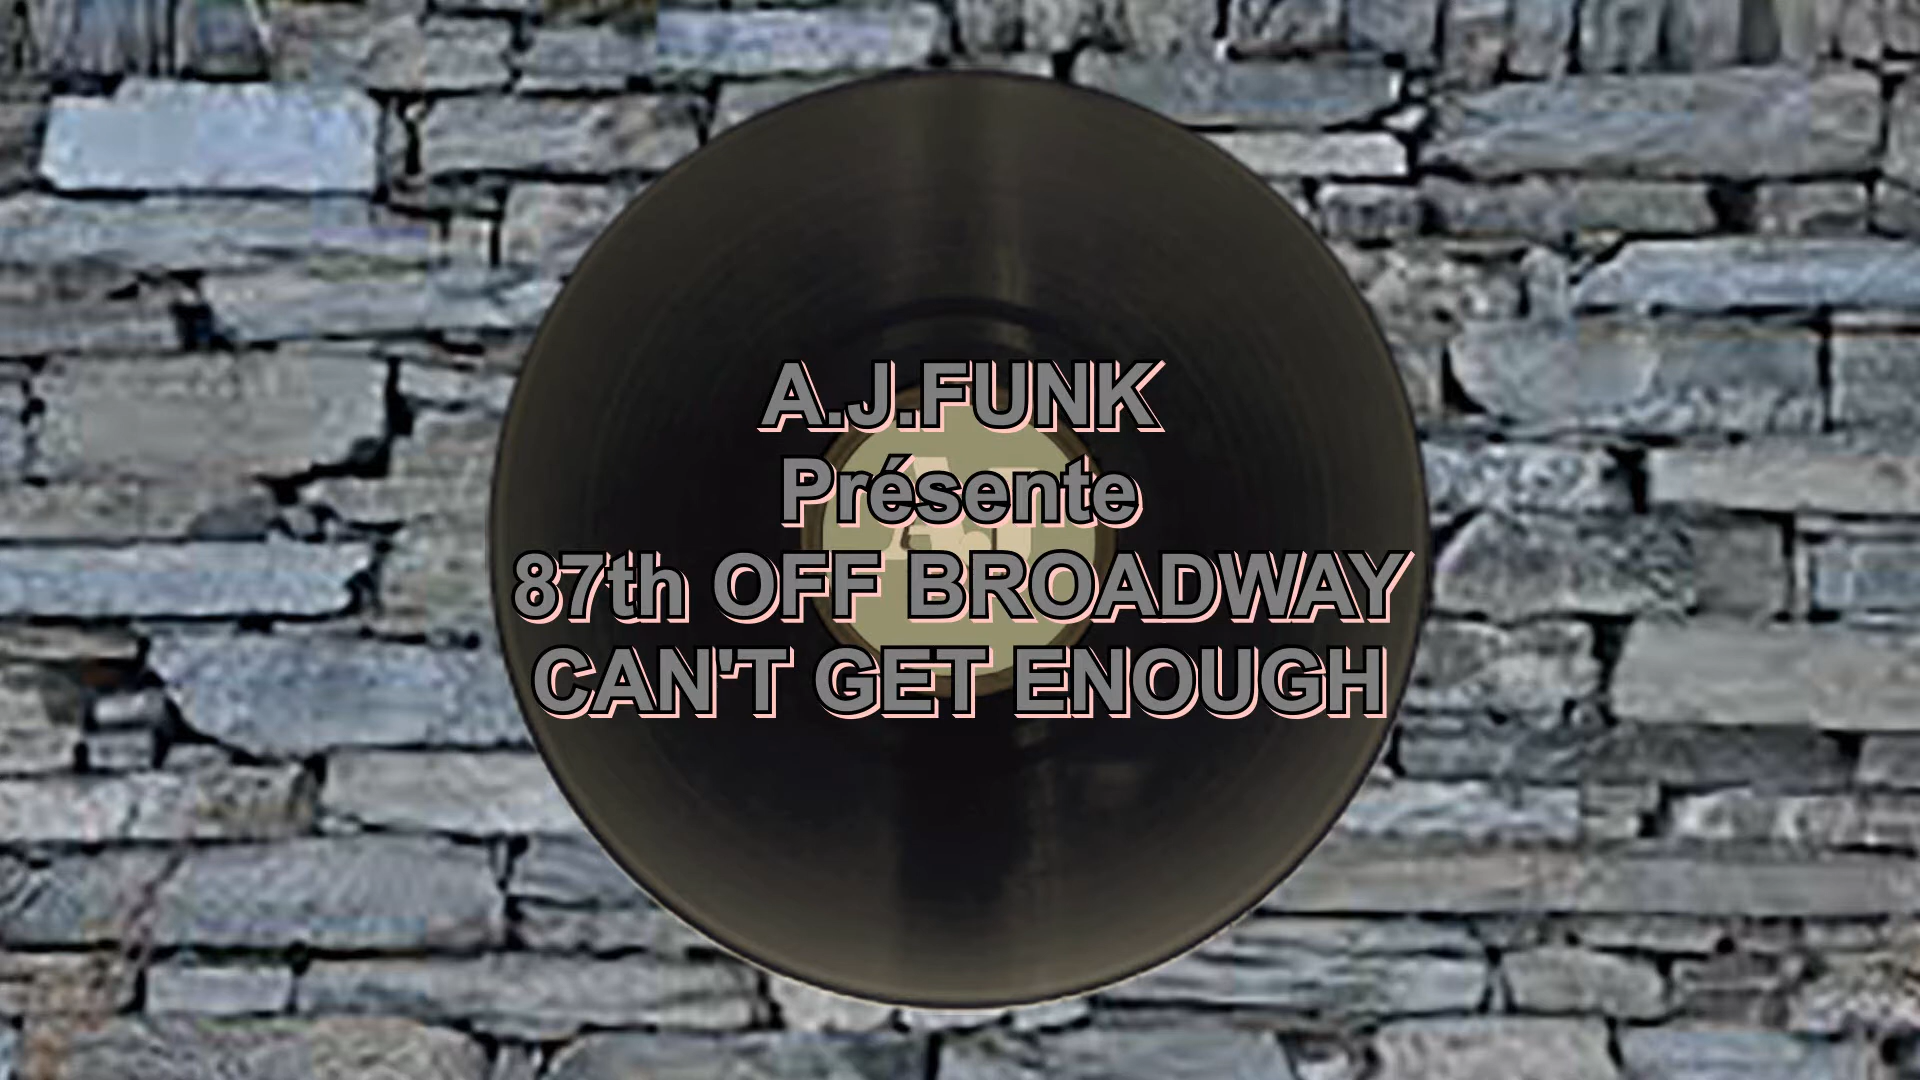 A.J.FUNK
Présente
A.J
87th OFF BROADWAY
CAN'T GET ENOUGH